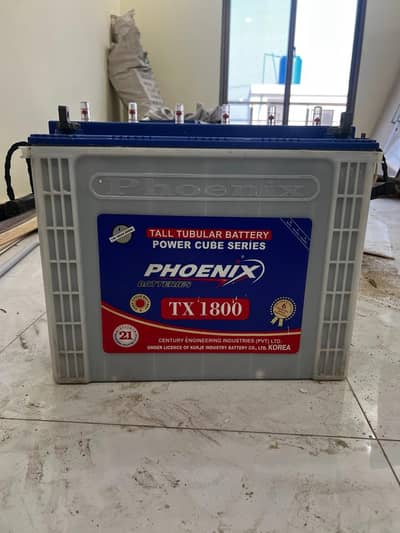 Phoenix
TALL TUBULAR BATTERY
POWER CUBE SERIES
PHOENIX
BATTERIES
TX 1800
21
CENTURY ENGINEERING INDUSTRIES (PVT) LTD.
UNDER LICENCE OF KUKJE INDUSTRY BATTERY CO., LTD. KOREA